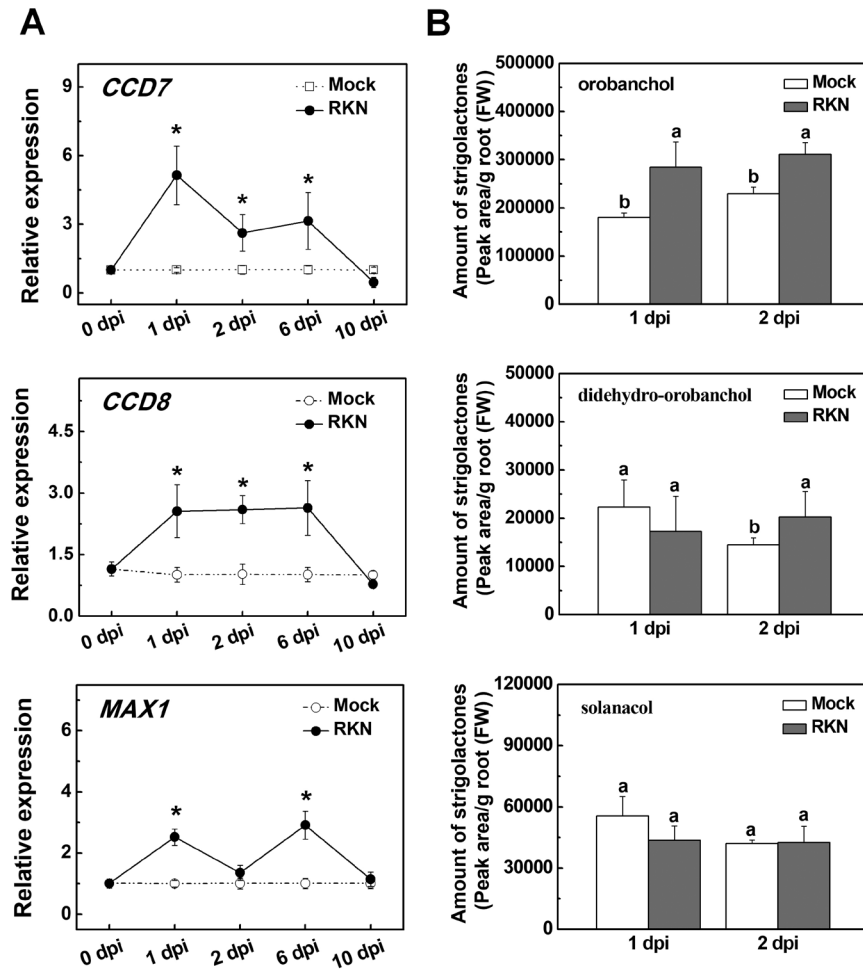 A
CCD7
Mock
RKN
*
*
*
9
6
3
0
Relative expression
0 dpi
1 dpi
2 dpi
6 dpi
10 dpi
CCD8
Mock
RKN
*
*
*
4.5
3.0
1.5
0.0
Relative expression
0 dpi
1 dpi
2 dpi
6 dpi
10 dpi
MAX1
Mock
RKN
*
*
6
4
2
0
Relative expression
0 dpi
1 dpi
2 dpi
6 dpi
10 dpi
B
orobanchol
Mock
RKN
500000
400000
300000
200000
100000
0
Amount of strigolactones
(Peak area/g root (FW))
b
a
b
a
1 dpi
2 dpi
didehydro-orobanchol
Mock
RKN
50000
40000
30000
20000
10000
0
Amount of strigolactones
(Peak area/g root (FW))
a
a
b
a
1 dpi
2 dpi
solanacol
Mock
RKN
120000
90000
60000
30000
0
Amount of strigolactones
(Peak area/g root (FW))
a
a
a
a
1 dpi
2 dpi